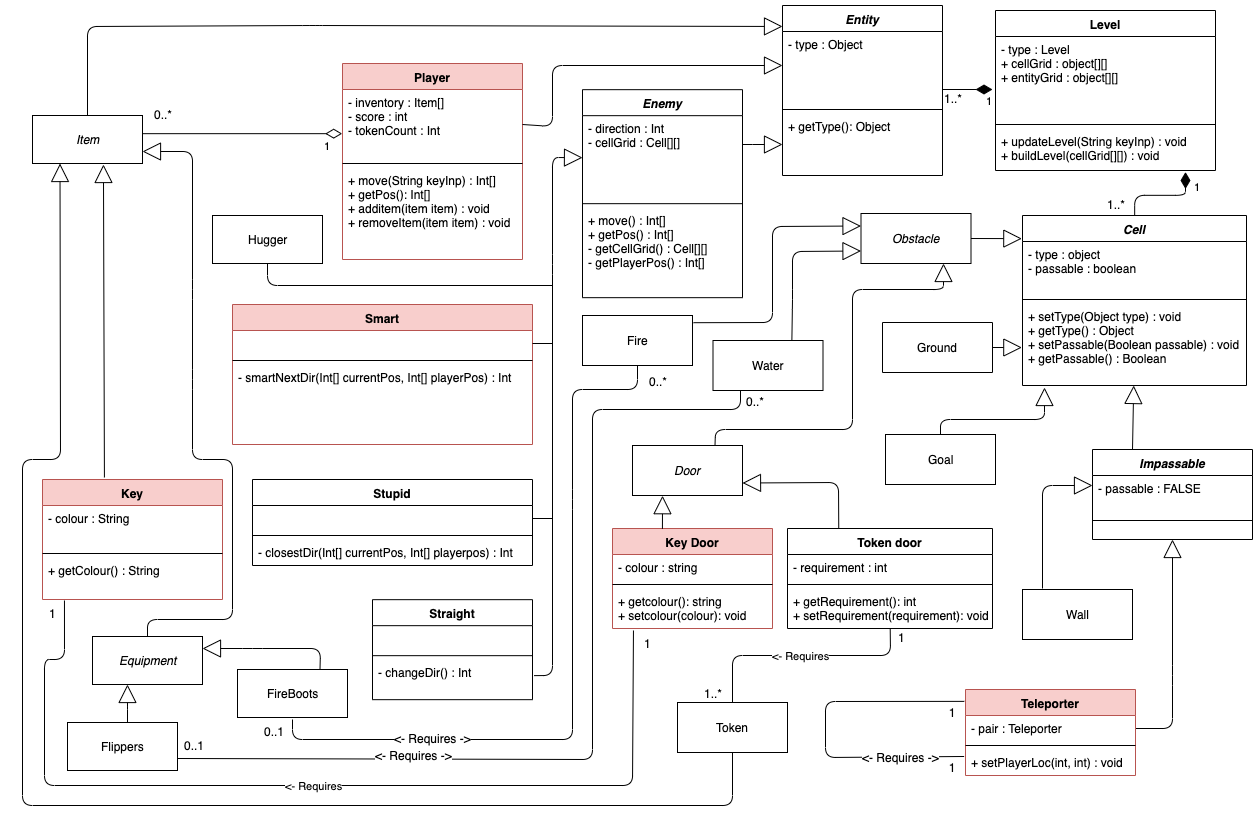 Entity
- type : Object
+ getType(): Object
Level
- type : Level
+ cellGrid : object[][]
+ entityGrid : object[][]
+ updateLevel(String keyInp) : void
+ buildLevel(cellGrid[][]) : void
1..*
1
1
1..*
Player
- inventory : Item[]
- score : int
- tokenCount : Int
+ move(String keyInp) : Int[]
+ getPos(): Int[]
+ additem(item item) : void
+ removeItem(item item) : void
Enemy
- direction : Int
- cellGrid : Cell[][]
+ move() : Int[]
+ getPos() : Int[]
- getCellGrid() : Cell[][]
- getPlayerPos() : Int[]
Item
0..*
1
Hugger
Obstacle
Cell
- type : object
- passable : boolean
+ setType(Object type) : void
+ getType() : Object
+ setPassable(Boolean passable) : void
+ getPassable() : Boolean
Smart
- smartNextDir(Int[] currentPos, Int[] playerPos) : Int
Fire
0..*
Water
0..*
Ground
Goal
Door
Impassable
- passable : FALSE
Key
- colour : String
+ getColour() : String
1
Stupid
- closestDir(Int[] currentPos, Int[] playerpos) : Int
Key Door
- colour : string
+ getcolour(): string
+ setcolour(colour): void
1
Token door
- requirement : int
+ getRequirement(): int
+ setRequirement(requirement): void
1
Straight
- changeDir() : Int
Wall
Equipment
FireBoots
0..1
Flippers
0..1
<- Requires
1..*
Token
<- Requires ->
<- Requires ->
<- Requires
Teleporter
- pair : Teleporter
+ setPlayerLoc(int, int) : void
1
<- Requires ->
1